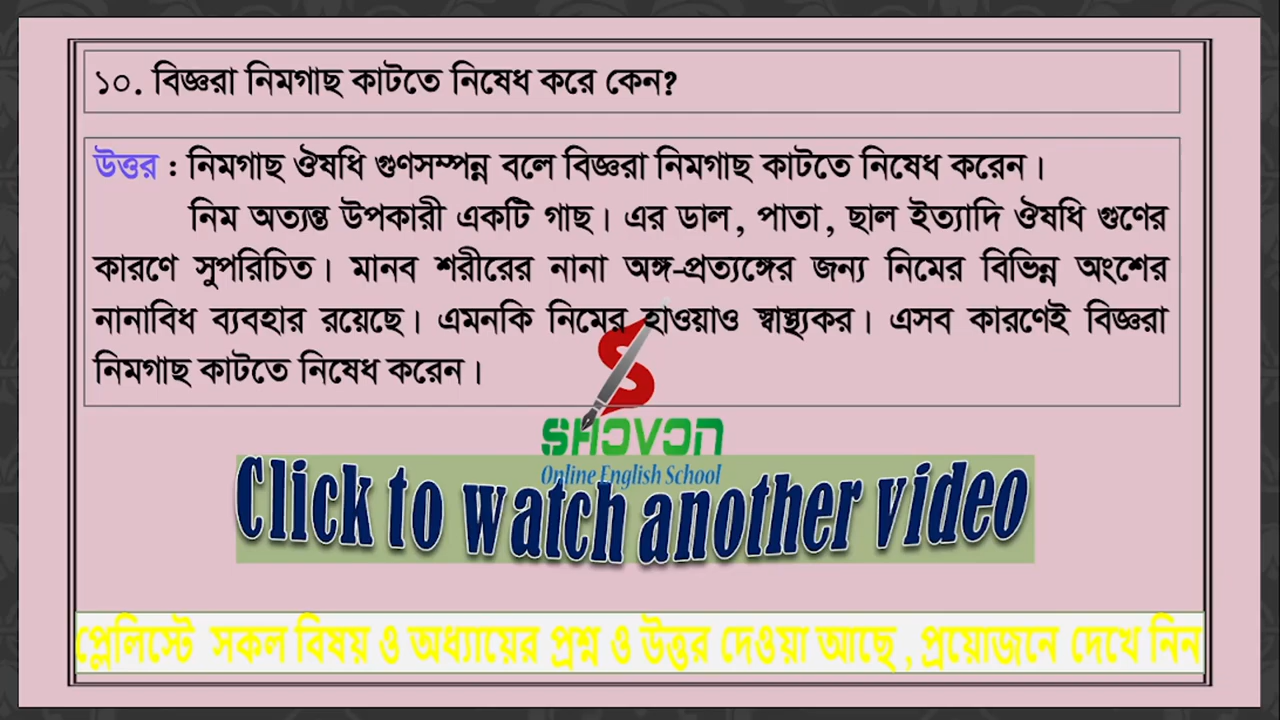 ১০. বিজ্ঞরা নিমগাছ কাটতে নিষেধ করে কেন?
উত্তর : নিমগাছ ঔষধি গুণসম্পন্ন বলে বিজ্ঞরা নিমগাছ কাটতে নিষেধ করেন।
নিম অত্যন্ত উপকারী একটি গাছ। এর ডাল, পাতা, ছাল ইত্যাদি ঔষধি গুণের
কারণে সুপরিচিত। মানব শরীরের নানা অঙ্গ-প্রত্যঙ্গের জন্য নিমের বিভিন্ন অংশের
নানাবিধ ব্যবহার রয়েছে। এমনকি নিমের হাওয়াও স্বাস্থ্যকর। এসব কারণেই বিজ্ঞরা
নিমগাছ কাটতে নিষেধ করেন।
SHOVON
Online English School
Click to watch another video
প্লেলিস্টে সকল বিষয় ও অধ্যায়ের প্রশ্ন ও উত্তর দেওয়া আছে, প্রয়োজনে দেখে নিন